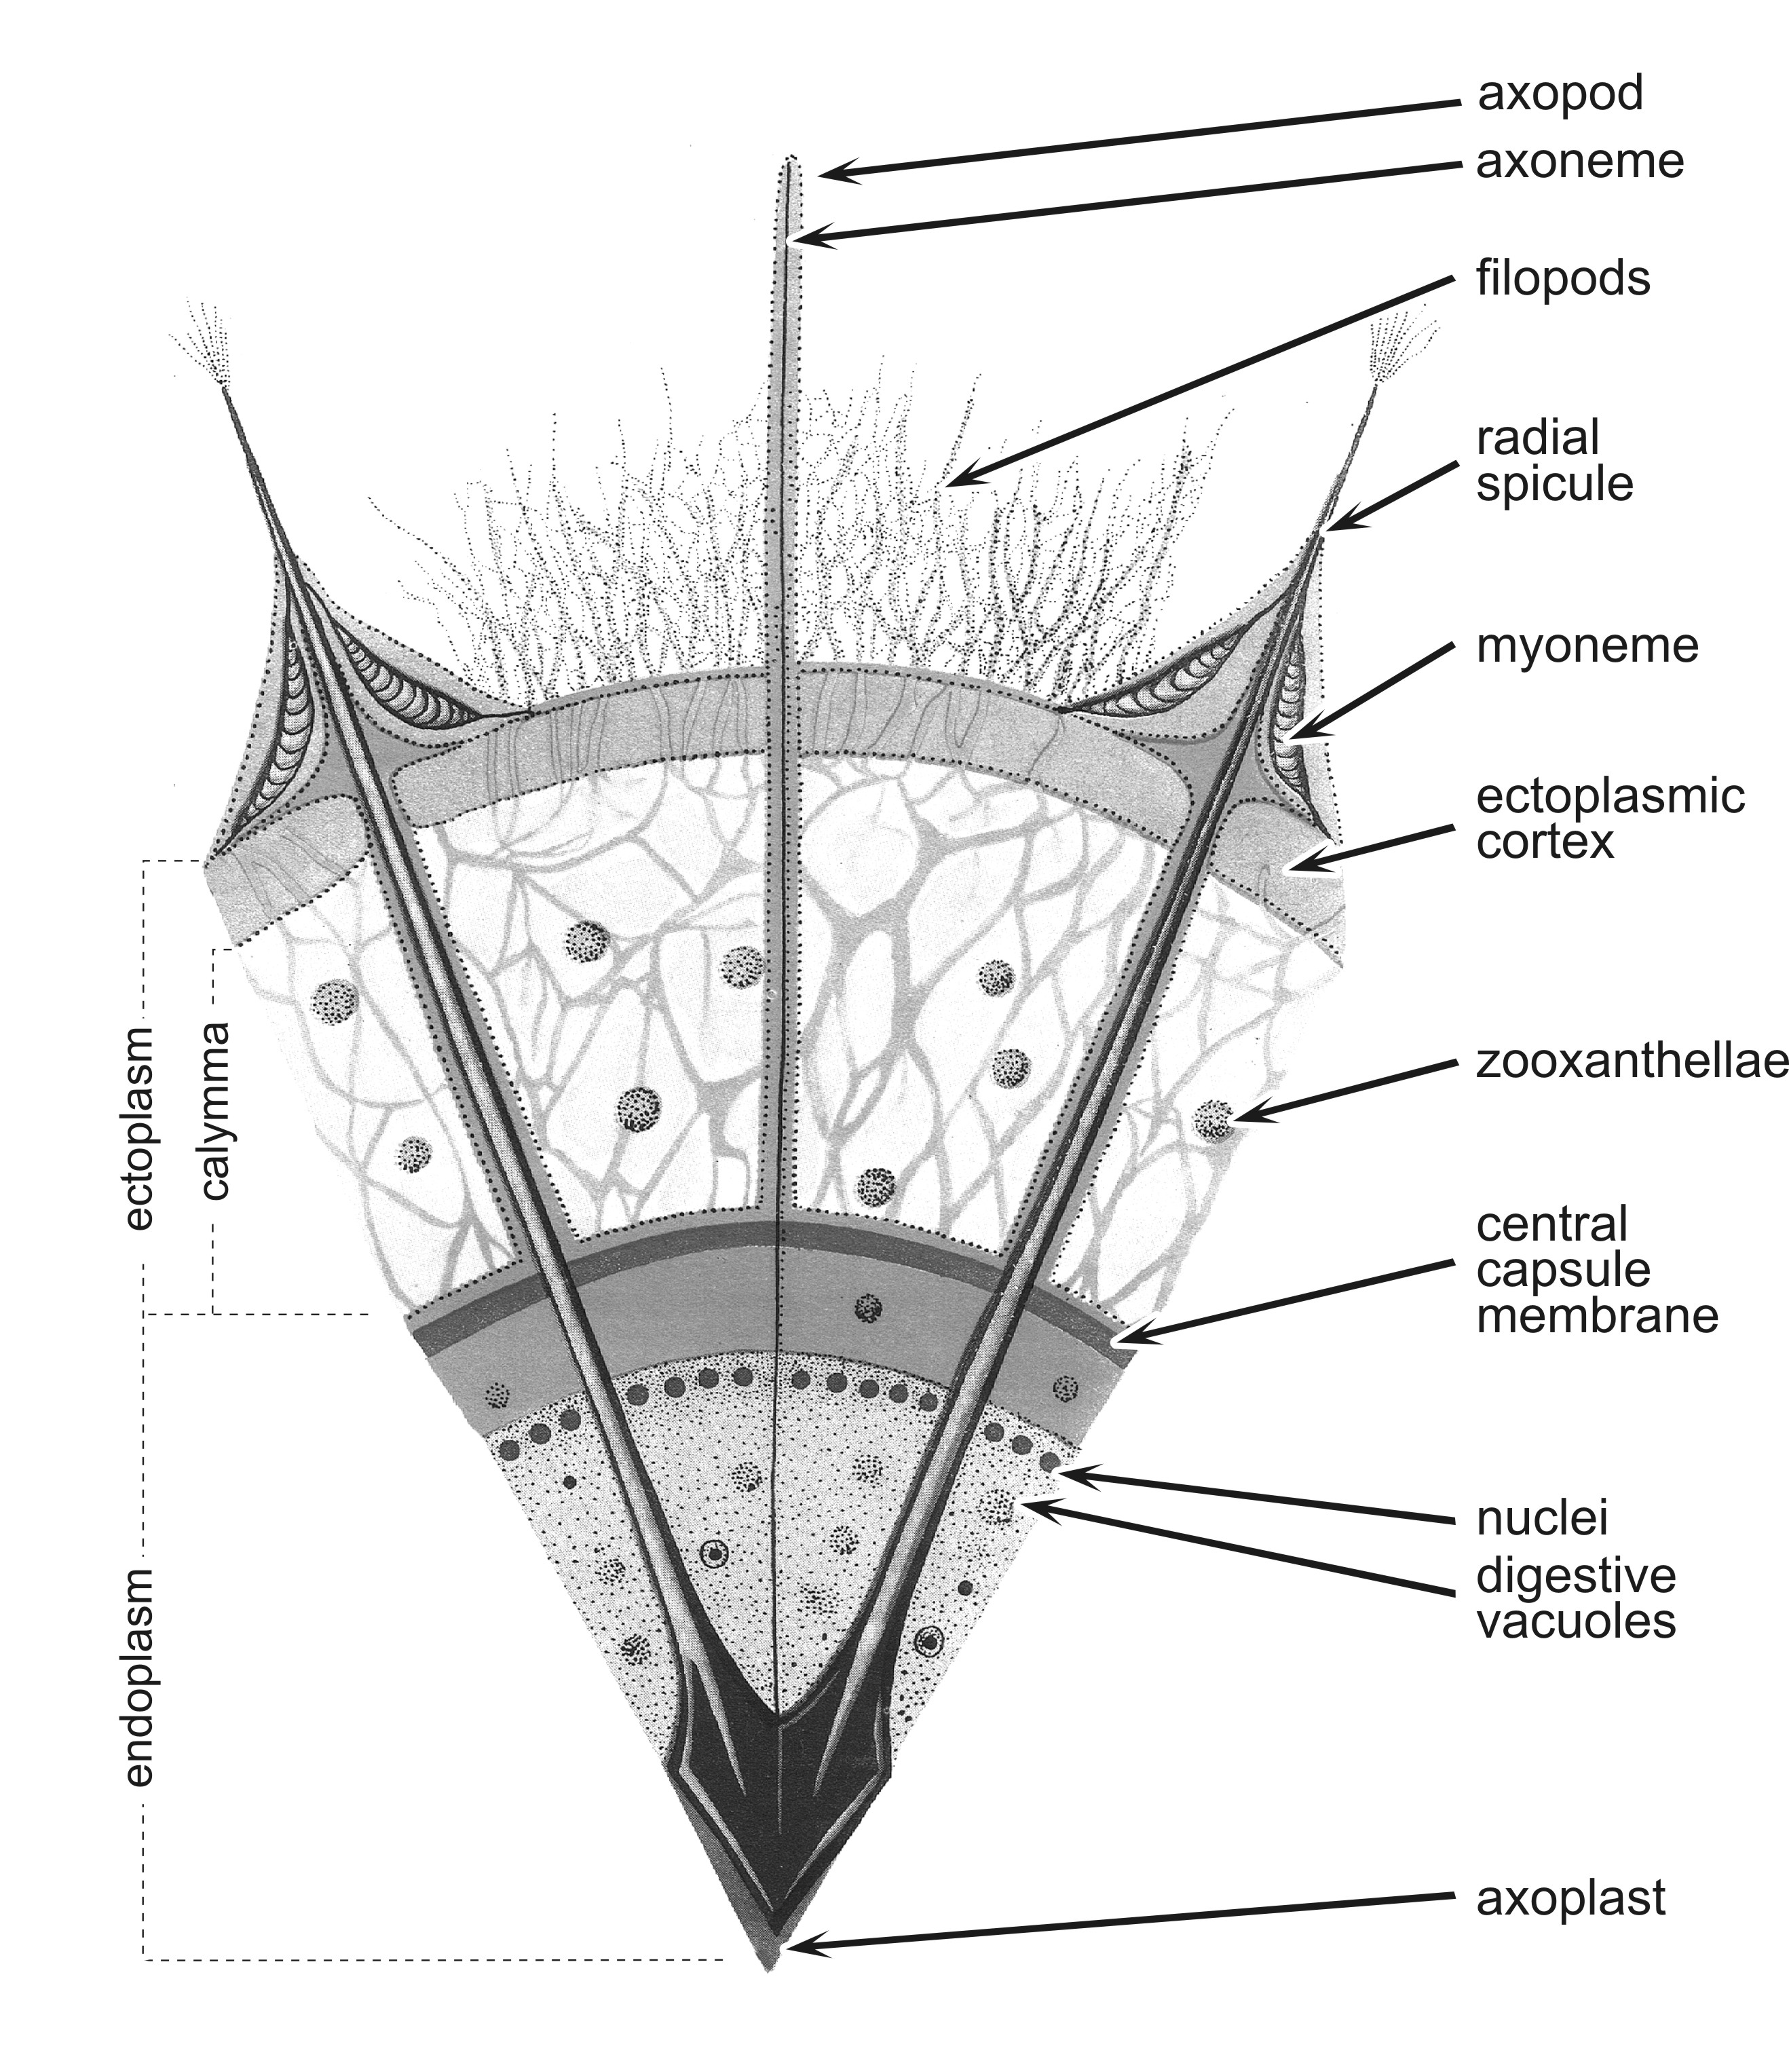 axopod
axoneme
filopods
radial
spicule
myoneme
ectoplasmic
cortex
zooxanthellae
central
capsule
membrane
nuclei
digestive
vacuoles
axoplast
ectoplasm
calymma
endoplasm